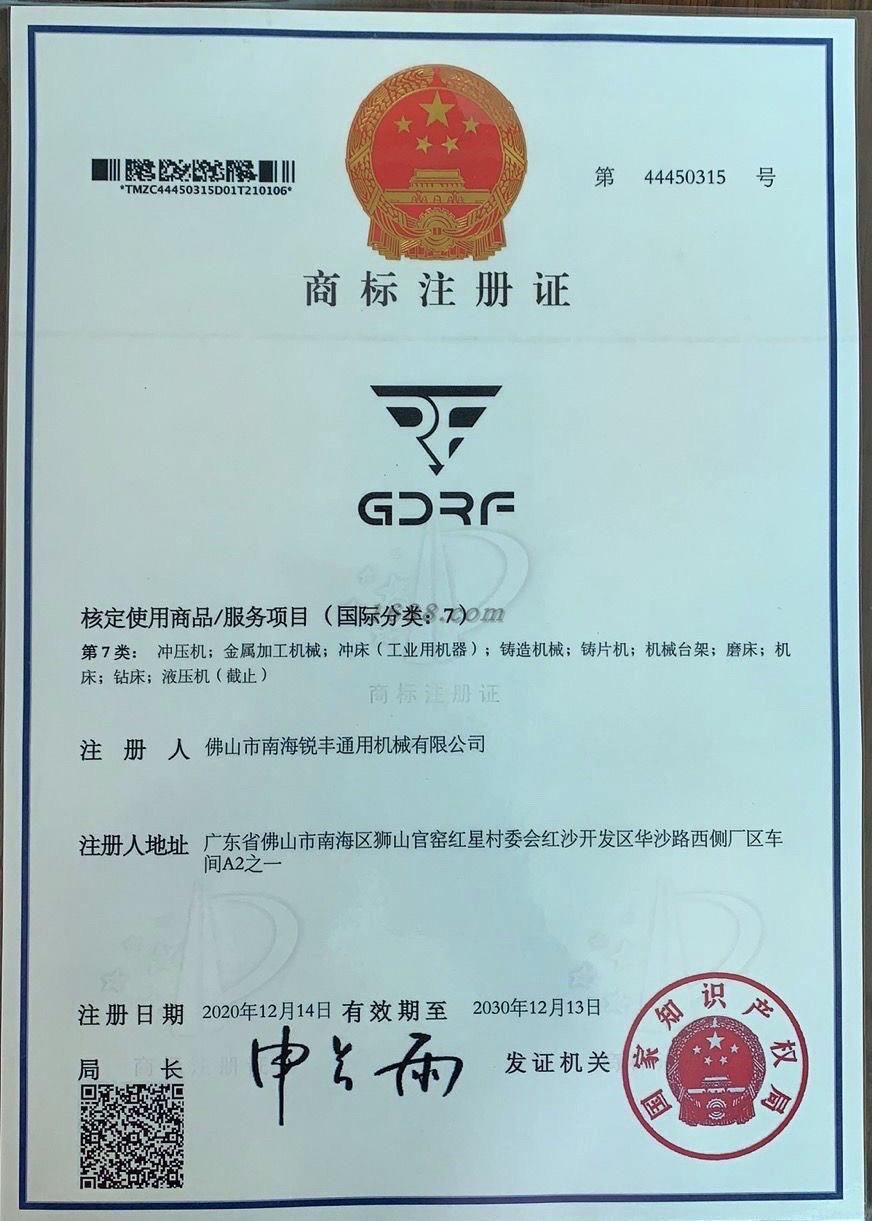 *TMZC44450315D01T210106*
第 44450315 号
商标注册证
RF
GDRF
1688.com
核定使用商品/服务项目（国际分类：7）
第7类： 冲压机；金属加工机械；冲床（工业用机器）；铸造机械；铸片机；机械台架；磨床；机
床；钻床；液压机（截止）
商标注册证
注 册 人 佛山市南海锐丰通用机械有限公司
注册人地址 广东省佛山市南海区狮山官窑红星村委会红沙开发区华沙路西侧厂区车
间A2之一
注册日期 2020年12月14日 有效期至 2030年12月13日
局 长 申长雨 发证机关
国家知识产权局